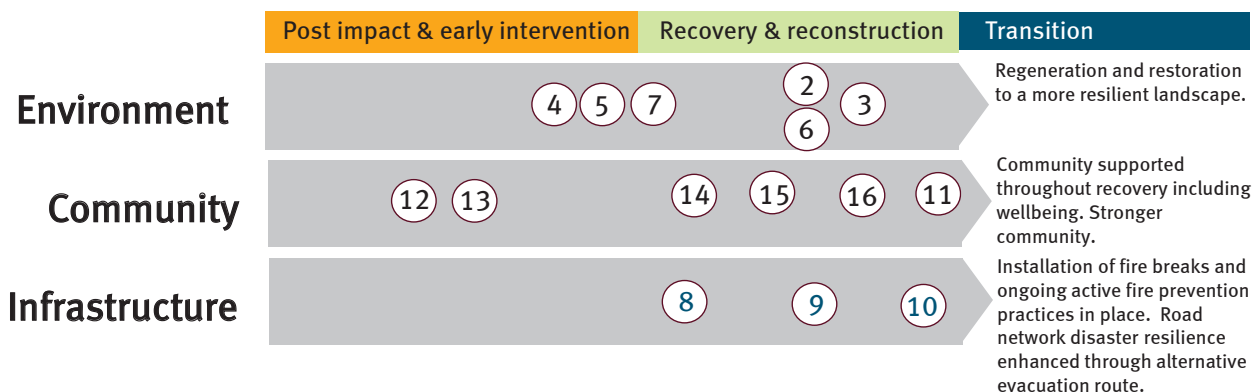 Post impact & early intervention Recovery & reconstruction Transition
Environment
4 5 7 2 3
6
Regeneration and restoration
to a more resilient landscape.
Community
12 13 14 15 16 11
Community supported
throughout recovery including
wellbeing. Stronger
community.
Infrastructure
8 9 10
Installation of fire breaks and
ongoing active fire prevention
practices in place. Road
network disaster resilience
enhanced through alternative
evacuation route.